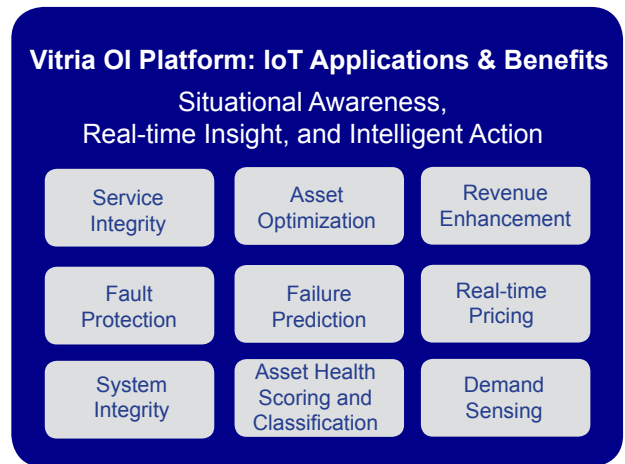 Vitria OI Platform: IoT Applications & Benefits
Situational Awareness,
Real-time Insight, and Intelligent Action
Service
Integrity
Asset
Optimization
Revenue
Enhancement
Fault
Protection
Failure
Prediction
Real-time
Pricing
System
Integrity
Asset Health
Scoring and
Classification
Demand
Sensing